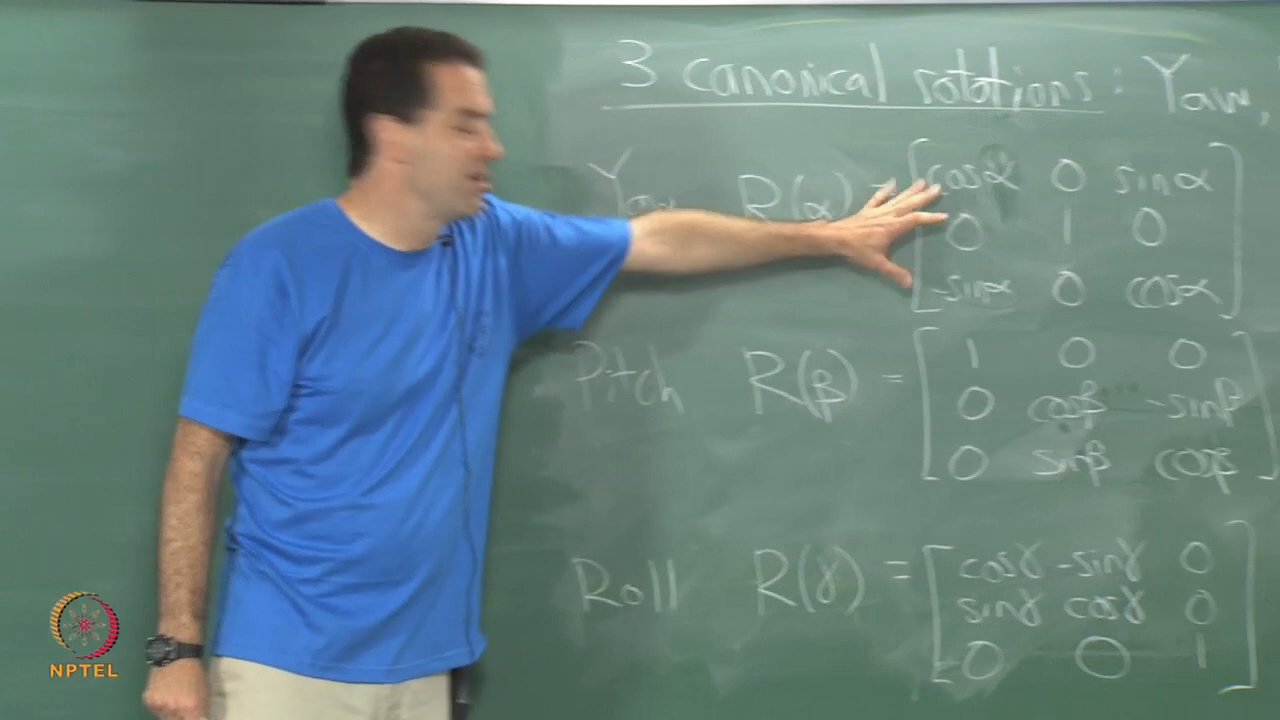 3 canonical rotations: Yaw,
Yaw R(α) = [cosα 0 sinα
0 1 0
-sinα 0 cosα]
Pitch R(β) = [1 0 0
0 cosβ -sinβ
0 sinβ cosβ]
Roll R(γ) = [cosγ -sinγ 0
sinγ cosγ 0
0 0 1]
NPTEL